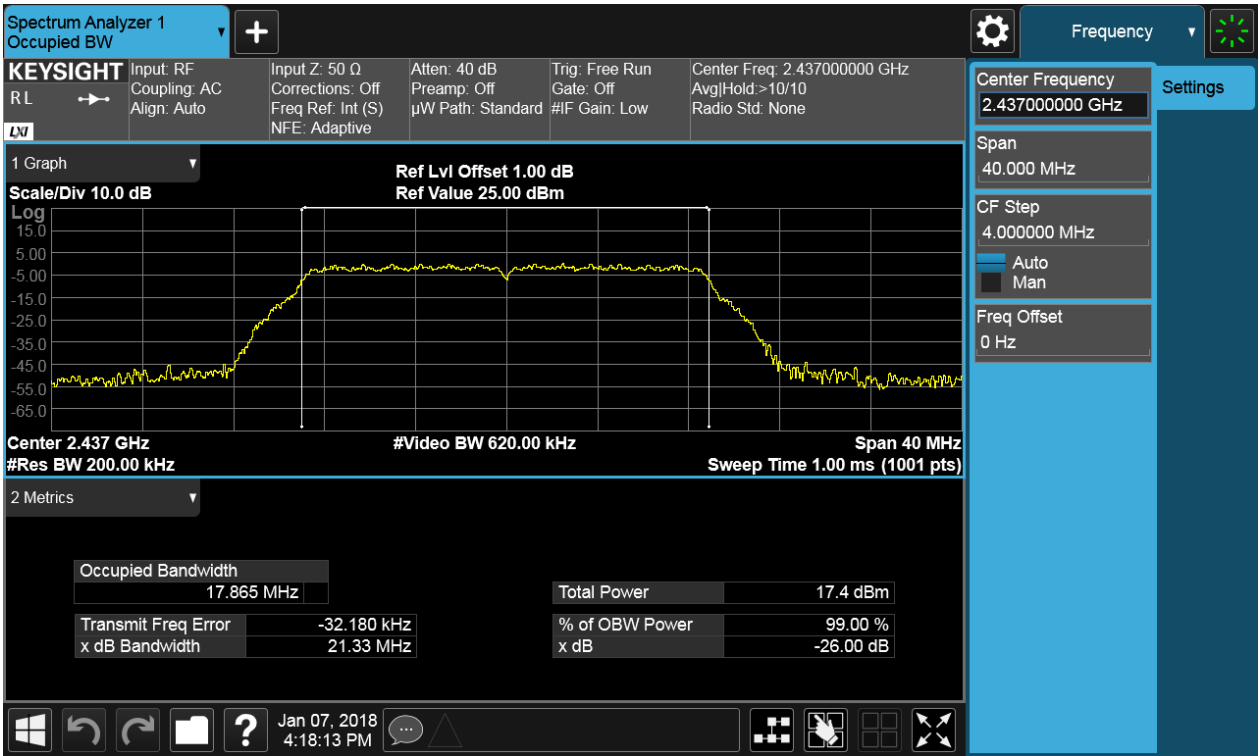 Spectrum Analyzer 1
Occupied BW
▼
+
Frequency ▼
KEYSIGHT
R L
LXI
Input: RF
Coupling: AC
Align: Auto
Input Z: 50 Ω
Corrections: Off
Freq Ref: Int (S)
NFE: Adaptive
Atten: 40 dB
Preamp: Off
µW Path: Standard
Trig: Free Run
Gate: Off
#IF Gain: Low
Center Freq: 2.437000000 GHz
Avg|Hold:>10/10
Radio Std: None
1 Graph ▼
Scale/Div 10.0 dB
Ref Lvl Offset 1.00 dB
Ref Value 25.00 dBm
Log
15.0
5.00
-5.00
-15.0
-25.0
-35.0
-45.0
-55.0
-65.0
Center 2.437 GHz
#Video BW 620.00 kHz
Span 40 MHz
#Res BW 200.00 kHz
Sweep Time 1.00 ms (1001 pts)
2 Metrics ▼
Occupied Bandwidth
17.865 MHz
Total Power 17.4 dBm
Transmit Freq Error -32.180 kHz
% of OBW Power 99.00 %
x dB Bandwidth 21.33 MHz
x dB -26.00 dB
Center Frequency
2.437000000 GHz
Settings
Span
40.000 MHz
CF Step
4.000000 MHz
Auto
Man
Freq Offset
0 Hz
?
Jan 07, 2018
4:18:13 PM